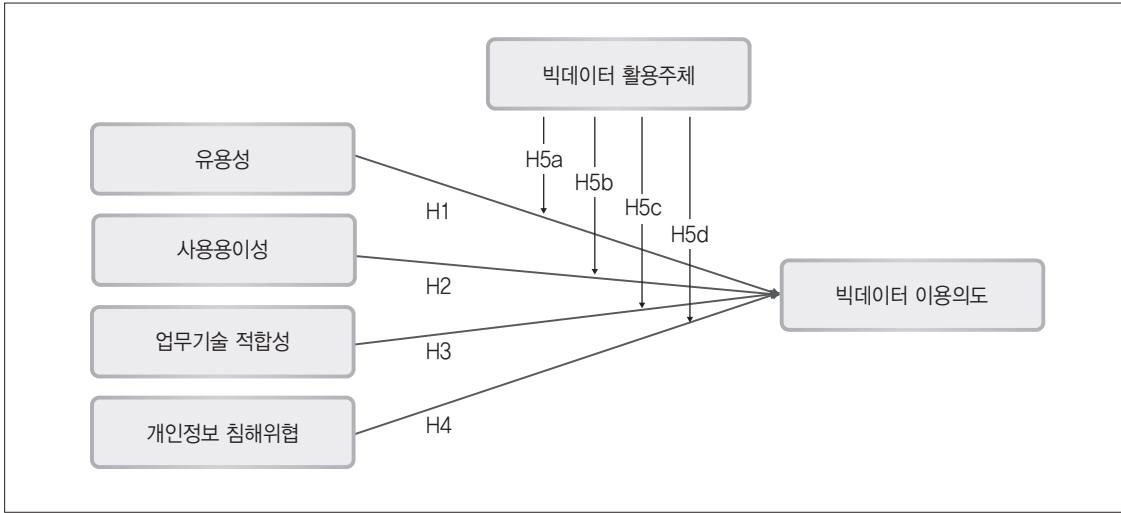 빅데이터 활용주체
유용성
H5a
H5b
H1
H5c
사용용이성
H5d
H2
빅데이터 이용의도
업무기술 적합성
H3
개인정보 침해위협
H4